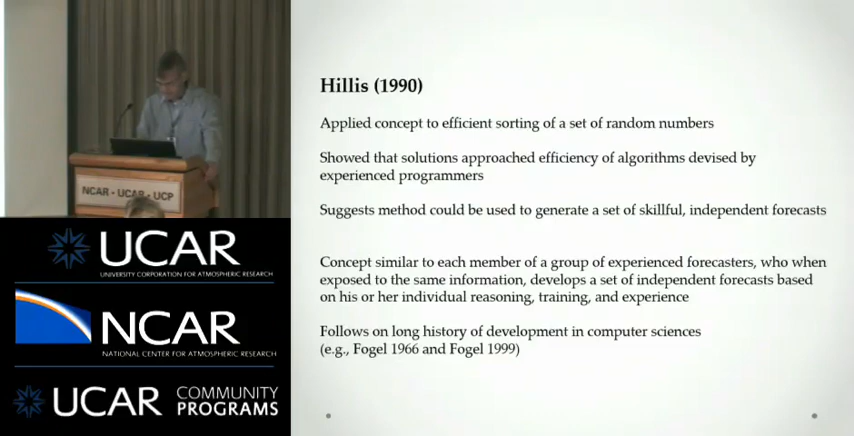 Hillis (1990)
Applied concept to efficient sorting of a set of random numbers
Showed that solutions approached efficiency of algorithms devised by
experienced programmers
Suggests method could be used to generate a set of skillful, independent forecasts
Concept similar to each member of a group of experienced forecasters, who when
exposed to the same information, develops a set of independent forecasts based
on his or her individual reasoning, training, and experience
Follows on long history of development in computer sciences
(e.g., Fogel 1966 and Fogel 1999)
NCAR • UCAR • UCP
UCAR
UNIVERSITY CORPORATION FOR ATMOSPHERIC RESEARCH
NCAR
NATIONAL CENTER FOR ATMOSPHERIC RESEARCH
UCAR COMMUNITY
PROGRAMS